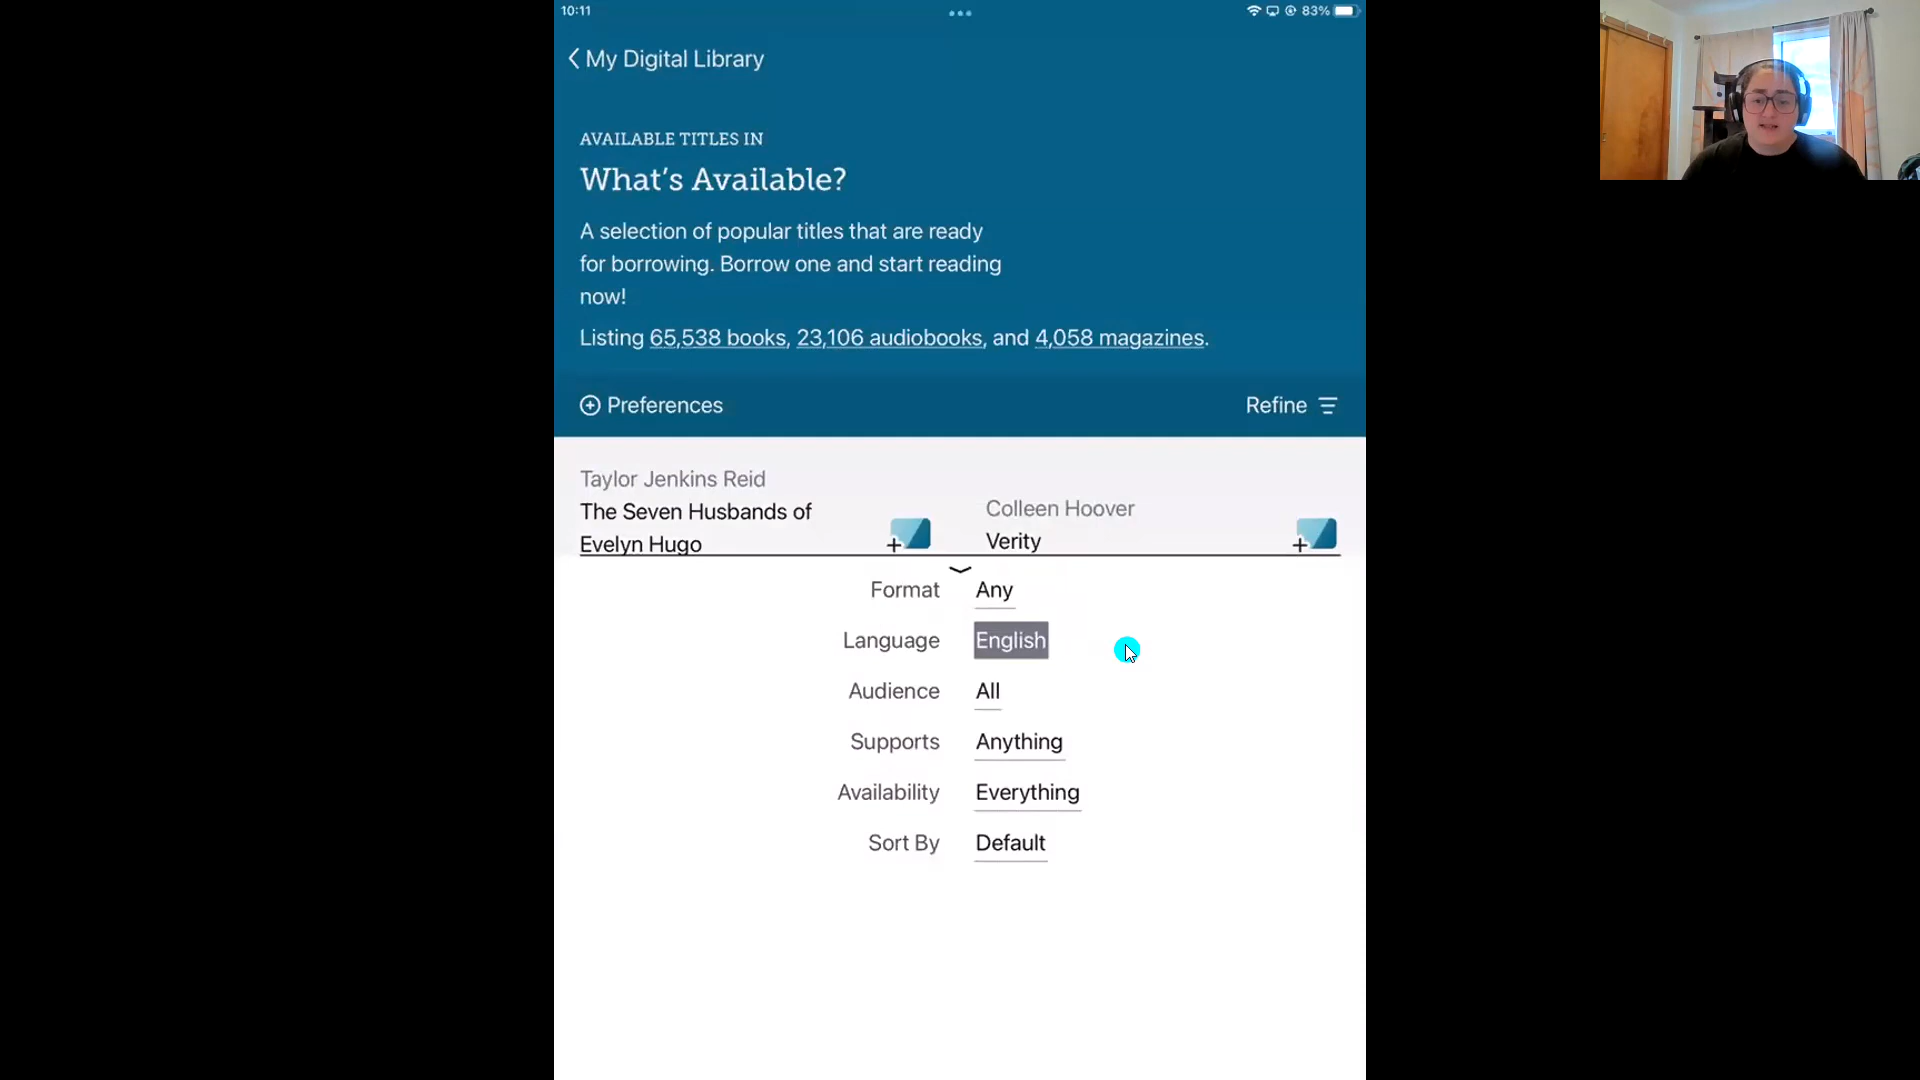 10:11
83%
My Digital Library
AVAILABLE TITLES IN
What's Available?
A selection of popular titles that are ready
for borrowing. Borrow one and start reading
now!
Listing 65,538 books, 23,106 audiobooks, and 4,058 magazines.
Preferences
Refine
Taylor Jenkins Reid
The Seven Husbands of
Evelyn Hugo
Colleen Hoover
Verity
Format Any
Language English
Audience All
Supports Anything
Availability Everything
Sort By Default